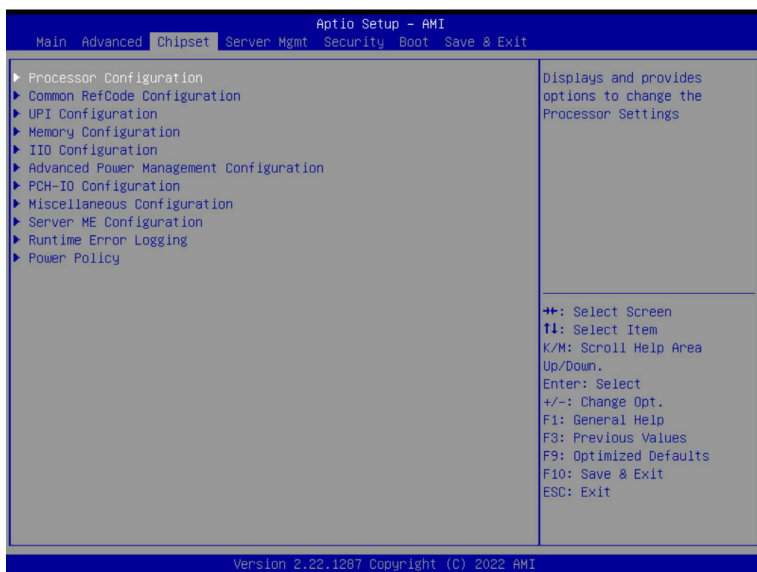 Aptio Setup – AMI
Main Advanced Chipset Server Mgmt Security Boot Save & Exit
▶ Processor Configuration
▶ Common RefCode Configuration
▶ UPI Configuration
▶ Memory Configuration
▶ IIO Configuration
▶ Advanced Power Management Configuration
▶ PCH-IO Configuration
▶ Miscellaneous Configuration
▶ Server ME Configuration
▶ Runtime Error Logging
▶ Power Policy
Displays and provides
options to change the
Processor Settings
→←: Select Screen
↑↓: Select Item
K/M: Scroll Help Area
Up/Down.
Enter: Select
+/-: Change Opt.
F1: General Help
F3: Previous Values
F9: Optimized Defaults
F10: Save & Exit
ESC: Exit
Version 2.22.1287 Copyright (C) 2022 AMI